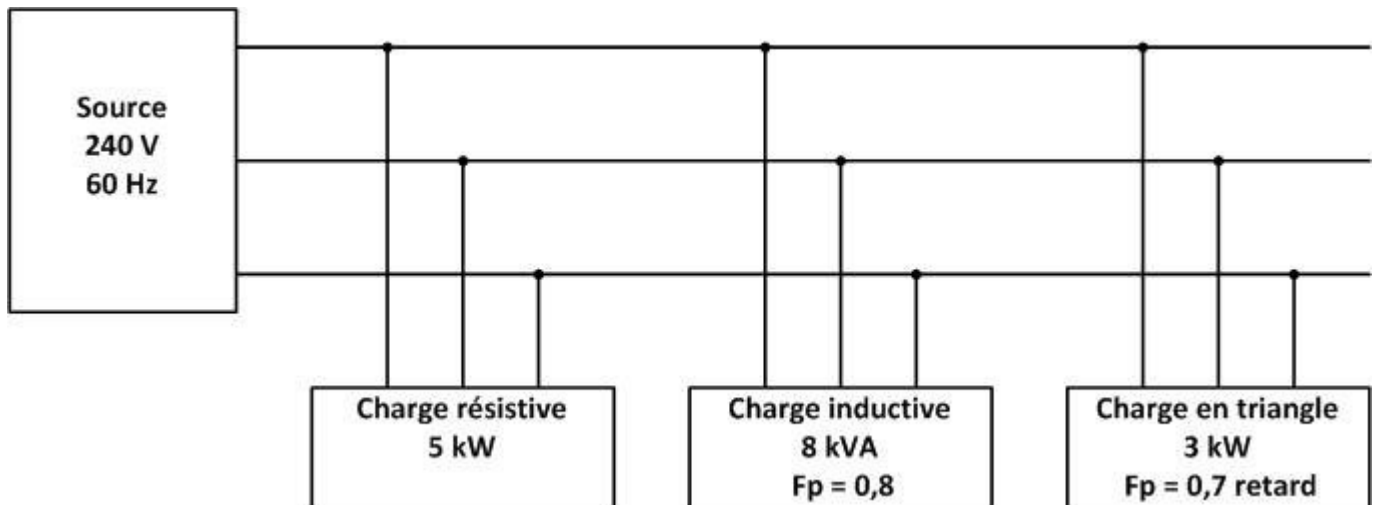 Source
240 V
60 Hz
Charge résistive
5 kW
Charge inductive
8 kVA
Fp = 0,8
Charge en triangle
3 kW
Fp = 0,7 retard